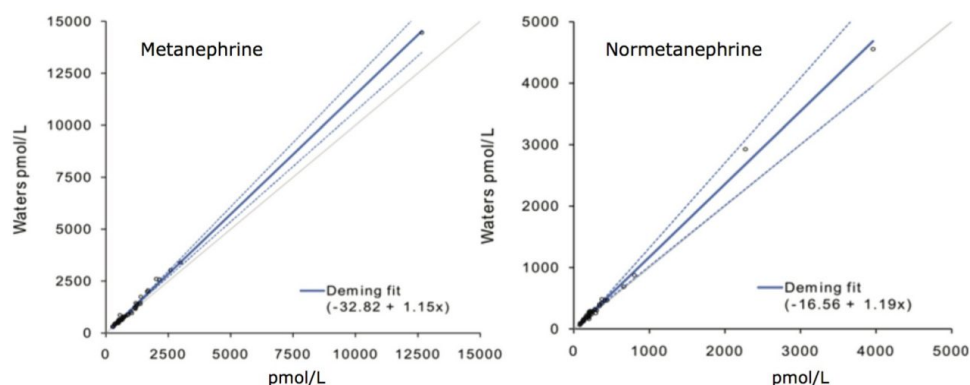 15000
12500
10000
7500
5000
2500
0
Waters pmol/L
Metanephrine
Deming fit
(-32.82 + 1.15x)
0 2500 5000 7500 10000 12500 15000
pmol/L
5000
4000
3000
2000
1000
0
Waters pmol/L
Normetanephrine
Deming fit
(-16.56 + 1.19x)
0 1000 2000 3000 4000 5000
pmol/L